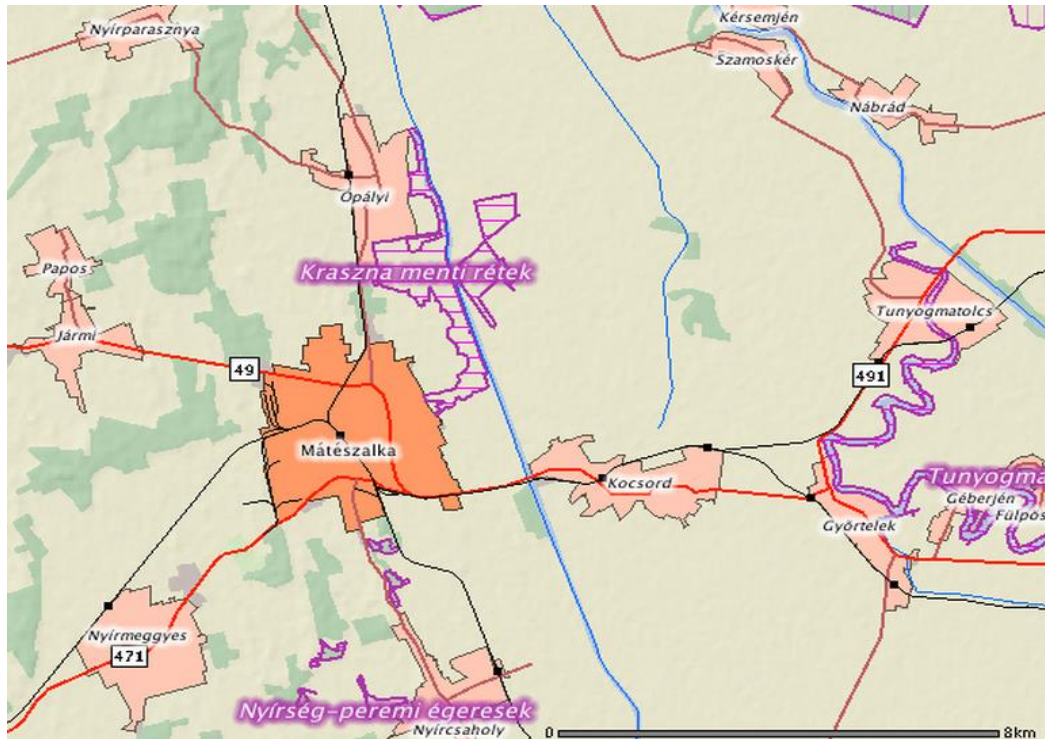 Kérsemjén
Nyírparasznya
Szamoskér
Nábrád
Ópályi
Papos
Kraszna menti rétek
Tunyogmatolcs
Jármi
49
491
Mátészalka
Kocsord
Tunyogma
Géberjén
Fülpös
Győrtelek
Nyírmeggyes
471
Nyírség-peremi égeresek
Nyírcsaholy
0 8km